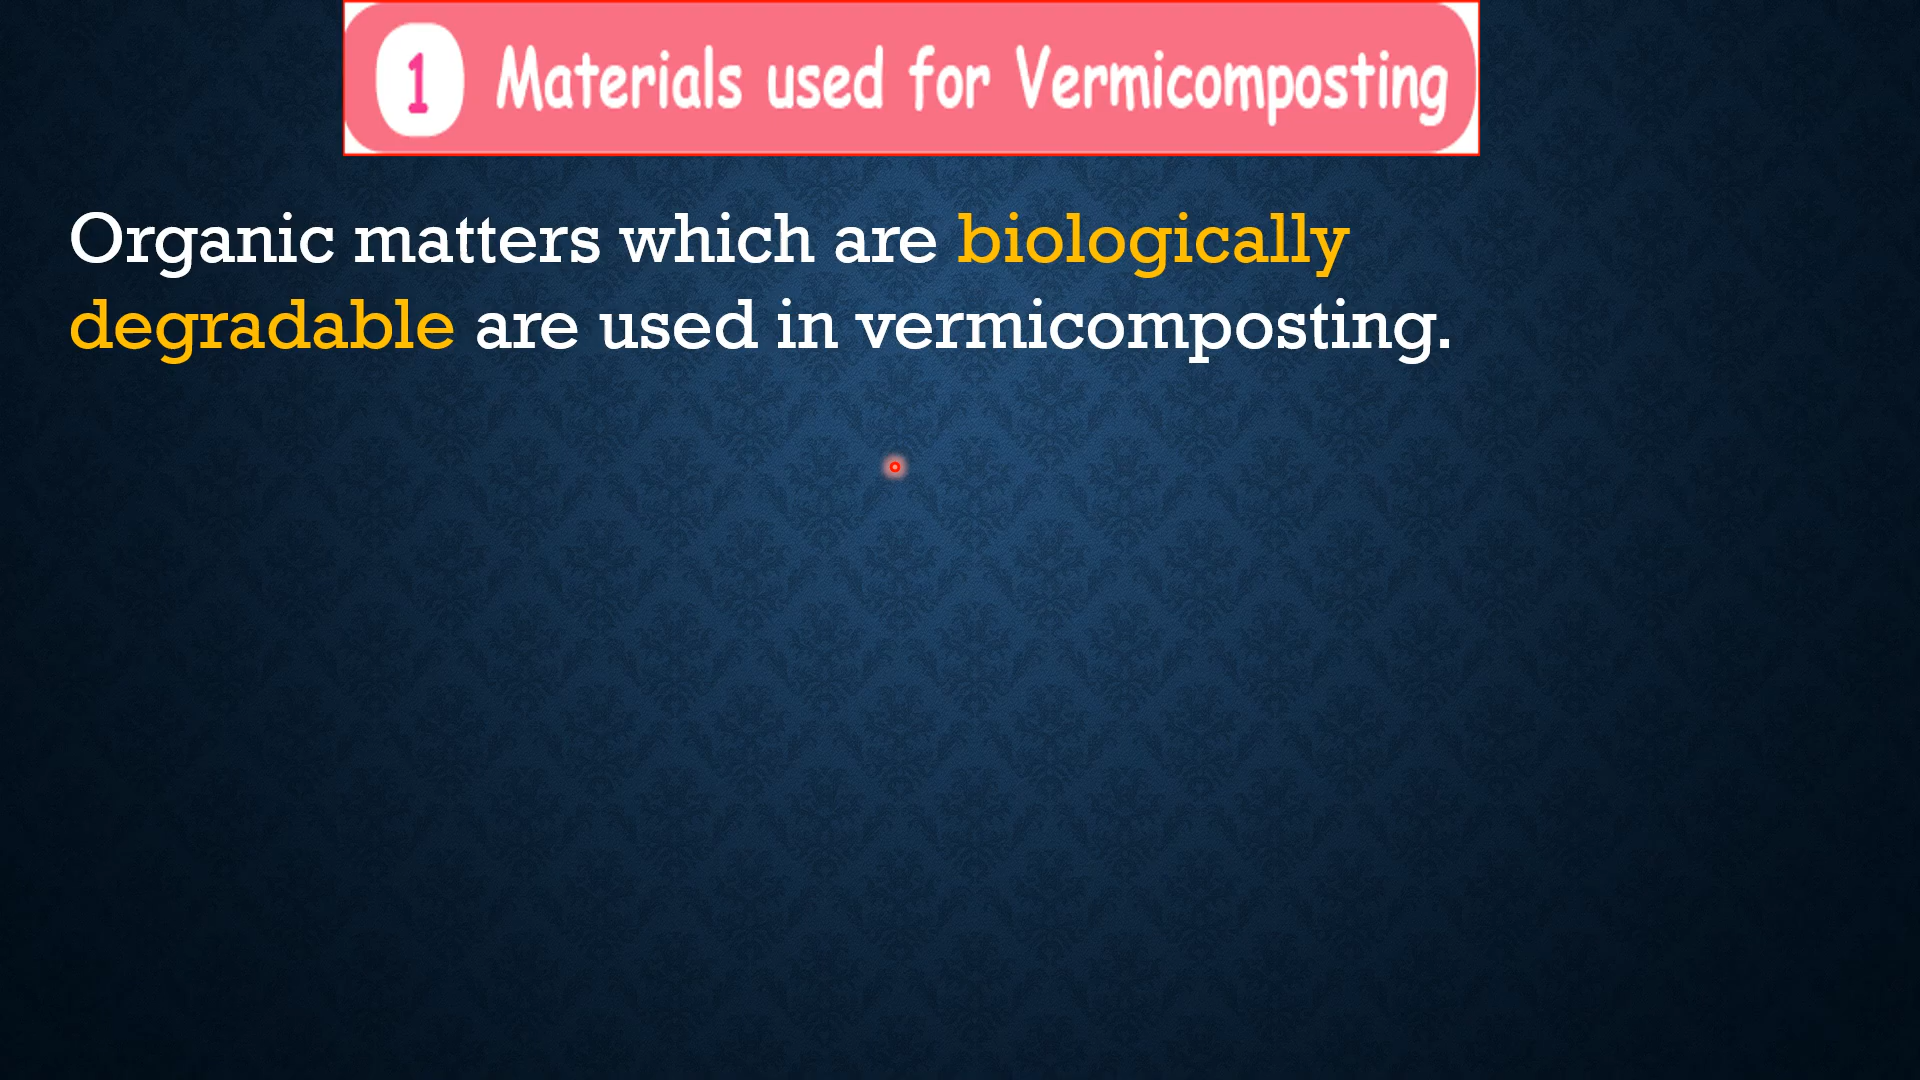 1 Materials used for Vermicomposting
Organic matters which are biologically
degradable are used in vermicomposting.